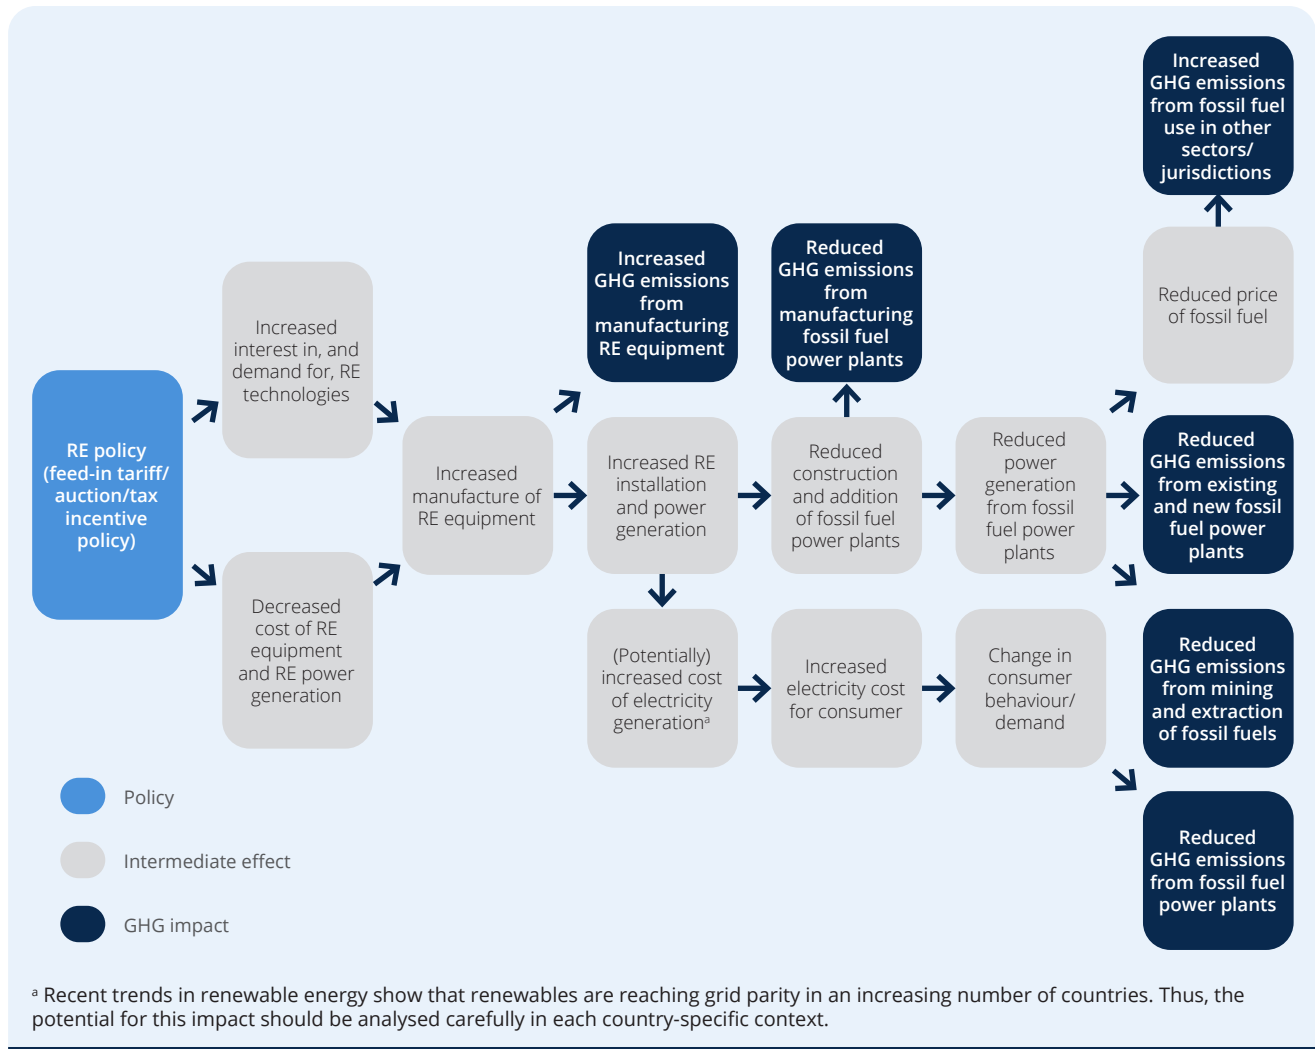 Increased
GHG emissions
from fossil fuel
use in other
sectors/
jurisdictions
Reduced price
of fossil fuel
Increased
GHG emissions
from
manufacturing
RE equipment
Reduced
GHG emissions
from
manufacturing
fossil fuel
power plants
Increased
interest in, and
demand for, RE
technologies
RE policy
(feed-in tariff/
auction/tax
incentive
policy)
Increased
manufacture of
RE equipment
Increased RE
installation
and power
generation
Reduced
construction
and addition
of fossil fuel
power plants
Reduced
power
generation
from fossil
fuel power
plants
Reduced
GHG emissions
from existing
and new fossil
fuel power
plants
Decreased
cost of RE
equipment
and RE power
generation
(Potentially)
increased cost
of electricity
generationᵃ
Increased
electricity cost
for consumer
Change in
consumer
behaviour/
demand
Reduced
GHG emissions
from mining
and extraction
of fossil fuels
Reduced
GHG emissions
from fossil fuel
power plants
Policy
Intermediate effect
GHG impact
ᵃ Recent trends in renewable energy show that renewables are reaching grid parity in an increasing number of countries. Thus, the
potential for this impact should be analysed carefully in each country-specific context.